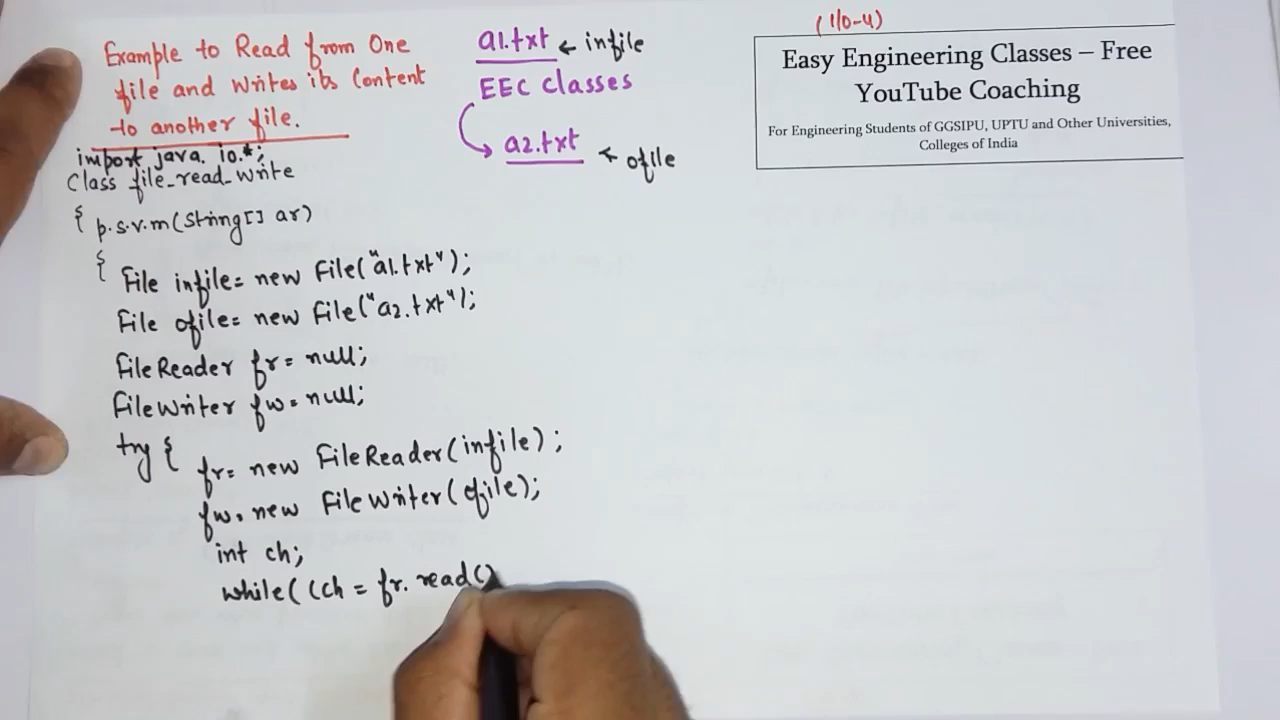 Example to Read from One
file and writes its content
to another file.
a1.txt ← infile
EEC classes
a2.txt ← ofile
(I/O-4)
Easy Engineering Classes – Free
YouTube Coaching
For Engineering Students of GGSIPU, UPTU and Other Universities,
Colleges of India
import java.io.*;
Class file_read_write
{ p.s.v.m(String[] ar)
{ File infile= new File("a1.txt");
File ofile= new File("a2.txt");
FileReader fr= null;
FileWriter fw= null;
try { fr= new FileReader(infile);
fw= new FileWriter(ofile);
int ch;
while( (ch = fr.read()